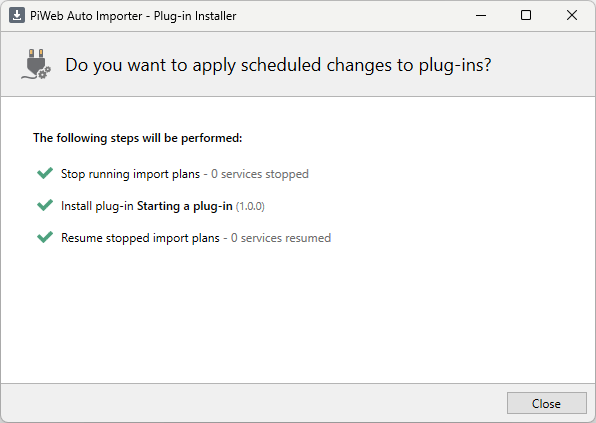 PiWeb Auto Importer - Plug-in Installer
Do you want to apply scheduled changes to plug-ins?
The following steps will be performed:
Stop running import plans - 0 services stopped
Install plug-in Starting a plug-in (1.0.0)
Resume stopped import plans - 0 services resumed
Close